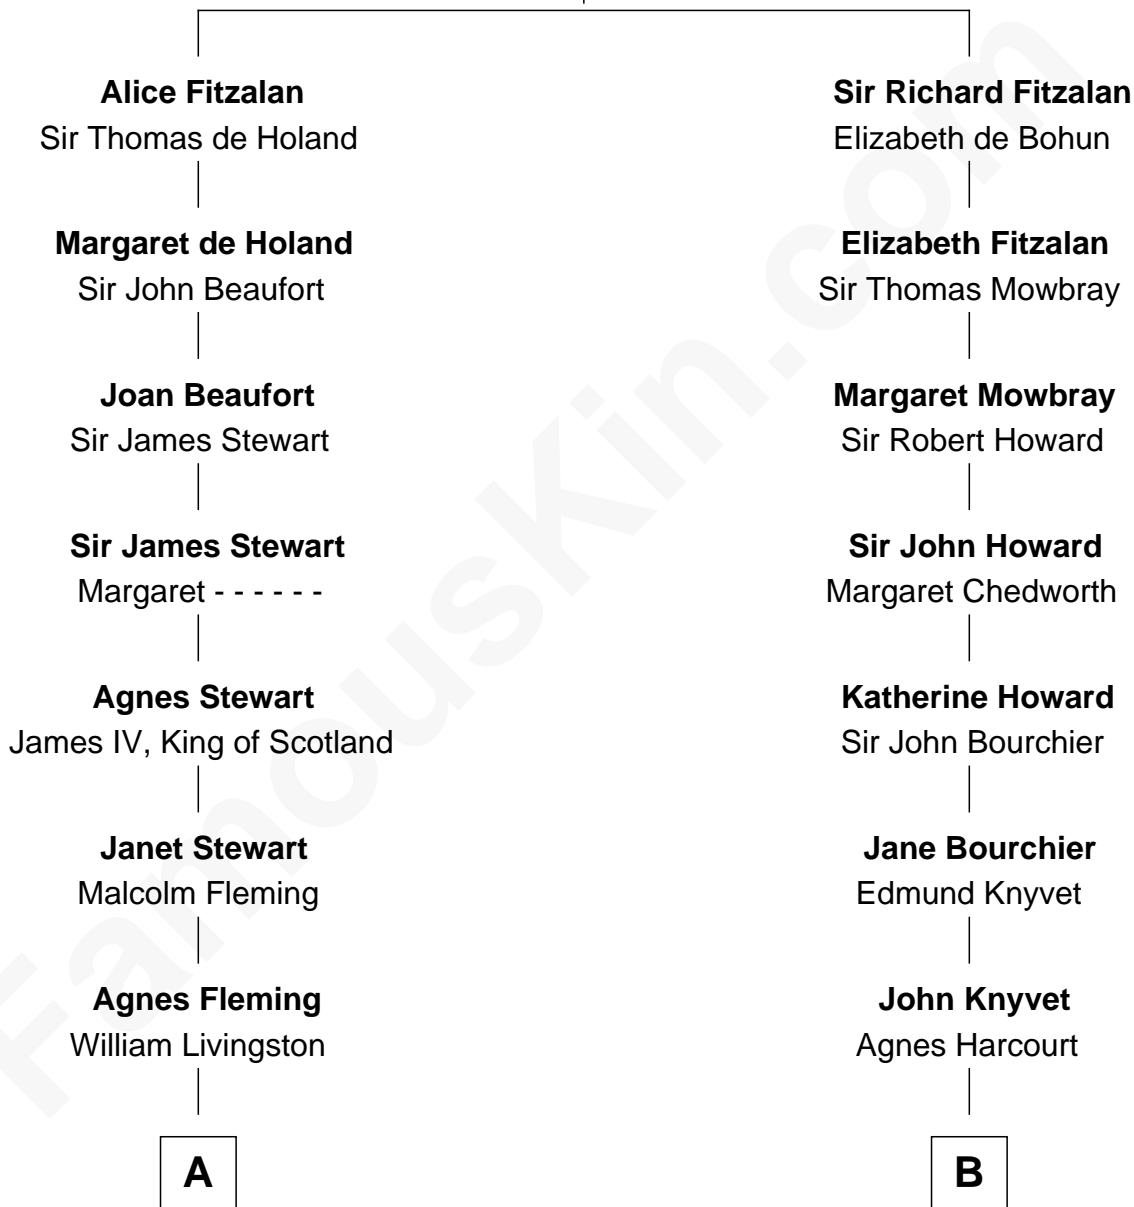 Alice Fitzalan
Sir Thomas de Holand
Margaret de Holand
Sir John Beaufort
Joan Beaufort
Sir James Stewart
Sir James Stewart
Margaret - - - - - -
Agnes Stewart
James IV, King of Scotland
Janet Stewart
Malcolm Fleming
Agnes Fleming
William Livingston
A
Sir Richard Fitzalan
Elizabeth de Bohun
Elizabeth Fitzalan
Sir Thomas Mowbray
Margaret Mowbray
Sir Robert Howard
Sir John Howard
Margaret Chedworth
Katherine Howard
Sir John Bourchier
Jane Bourchier
Edmund Knyvet
John Knyvet
Agnes Harcourt
B
FamousKin.com